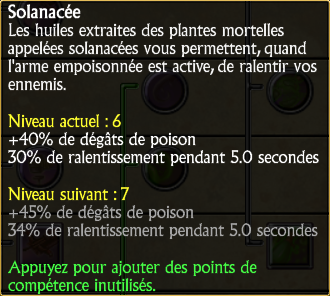 Solanacée
Les huiles extraites des plantes mortelles
appelées solanacées vous permettent, quand
l'arme empoisonnée est active, de ralentir vos
ennemis.
Niveau actuel : 6
+40% de dégâts de poison
30% de ralentissement pendant 5.0 secondes
Niveau suivant : 7
+45% de dégâts de poison
34% de ralentissement pendant 5.0 secondes
Appuyez pour ajouter des points de
compétence inutilisés.